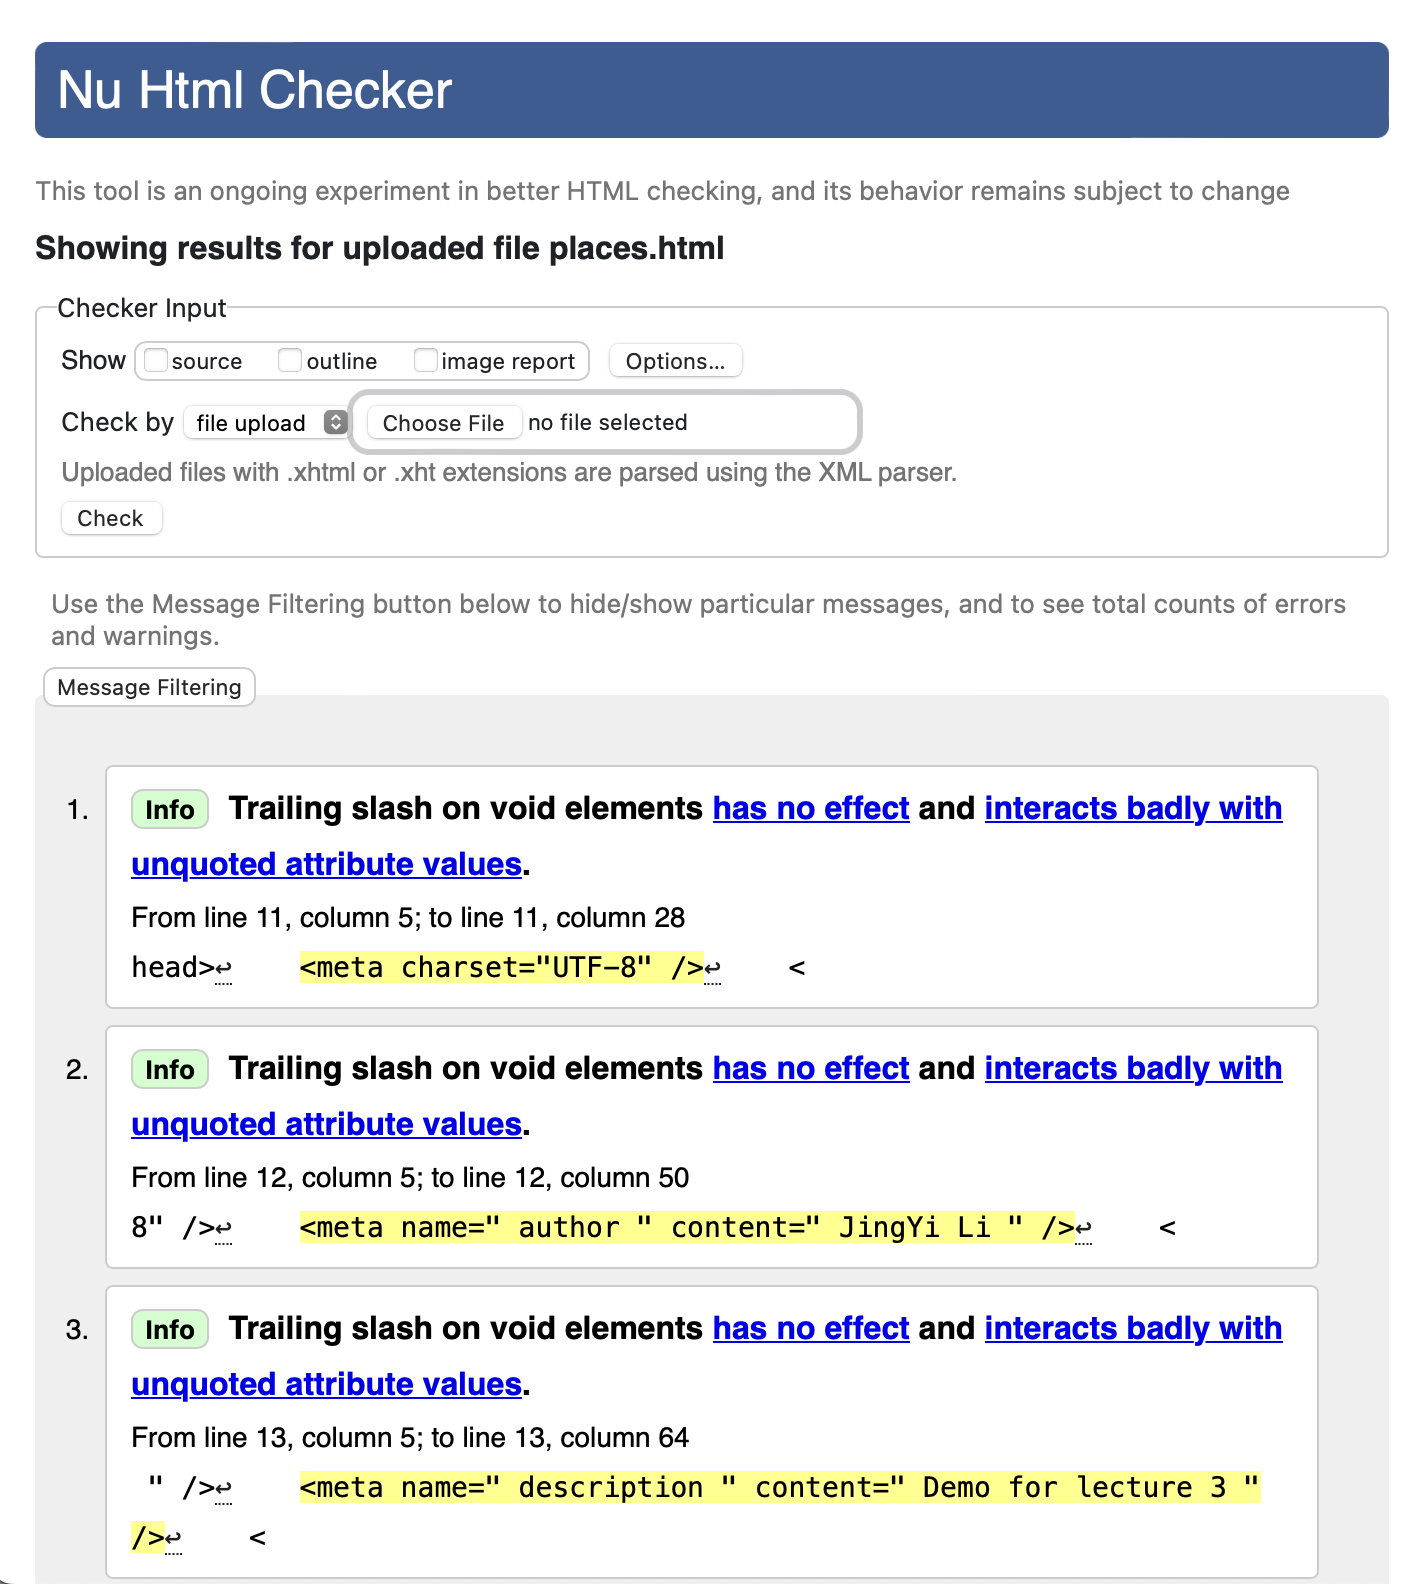 Nu Html Checker
This tool is an ongoing experiment in better HTML checking, and its behavior remains subject to change
Showing results for uploaded file places.html
Checker Input
Show source outline image report Options...
Check by file upload Choose File no file selected
Uploaded files with .xhtml or .xht extensions are parsed using the XML parser.
Check
Use the Message Filtering button below to hide/show particular messages, and to see total counts of errors
and warnings.
Message Filtering
1. Info Trailing slash on void elements has no effect and interacts badly with
unquoted attribute values.
From line 11, column 5; to line 11, column 28
head>↩ <meta charset="UTF-8" />↩ <
2. Info Trailing slash on void elements has no effect and interacts badly with
unquoted attribute values.
From line 12, column 5; to line 12, column 50
8" />↩ <meta name=" author " content=" JingYi Li " />↩ <
3. Info Trailing slash on void elements has no effect and interacts badly with
unquoted attribute values.
From line 13, column 5; to line 13, column 64
" />↩ <meta name=" description " content=" Demo for lecture 3 "
/>↩ <